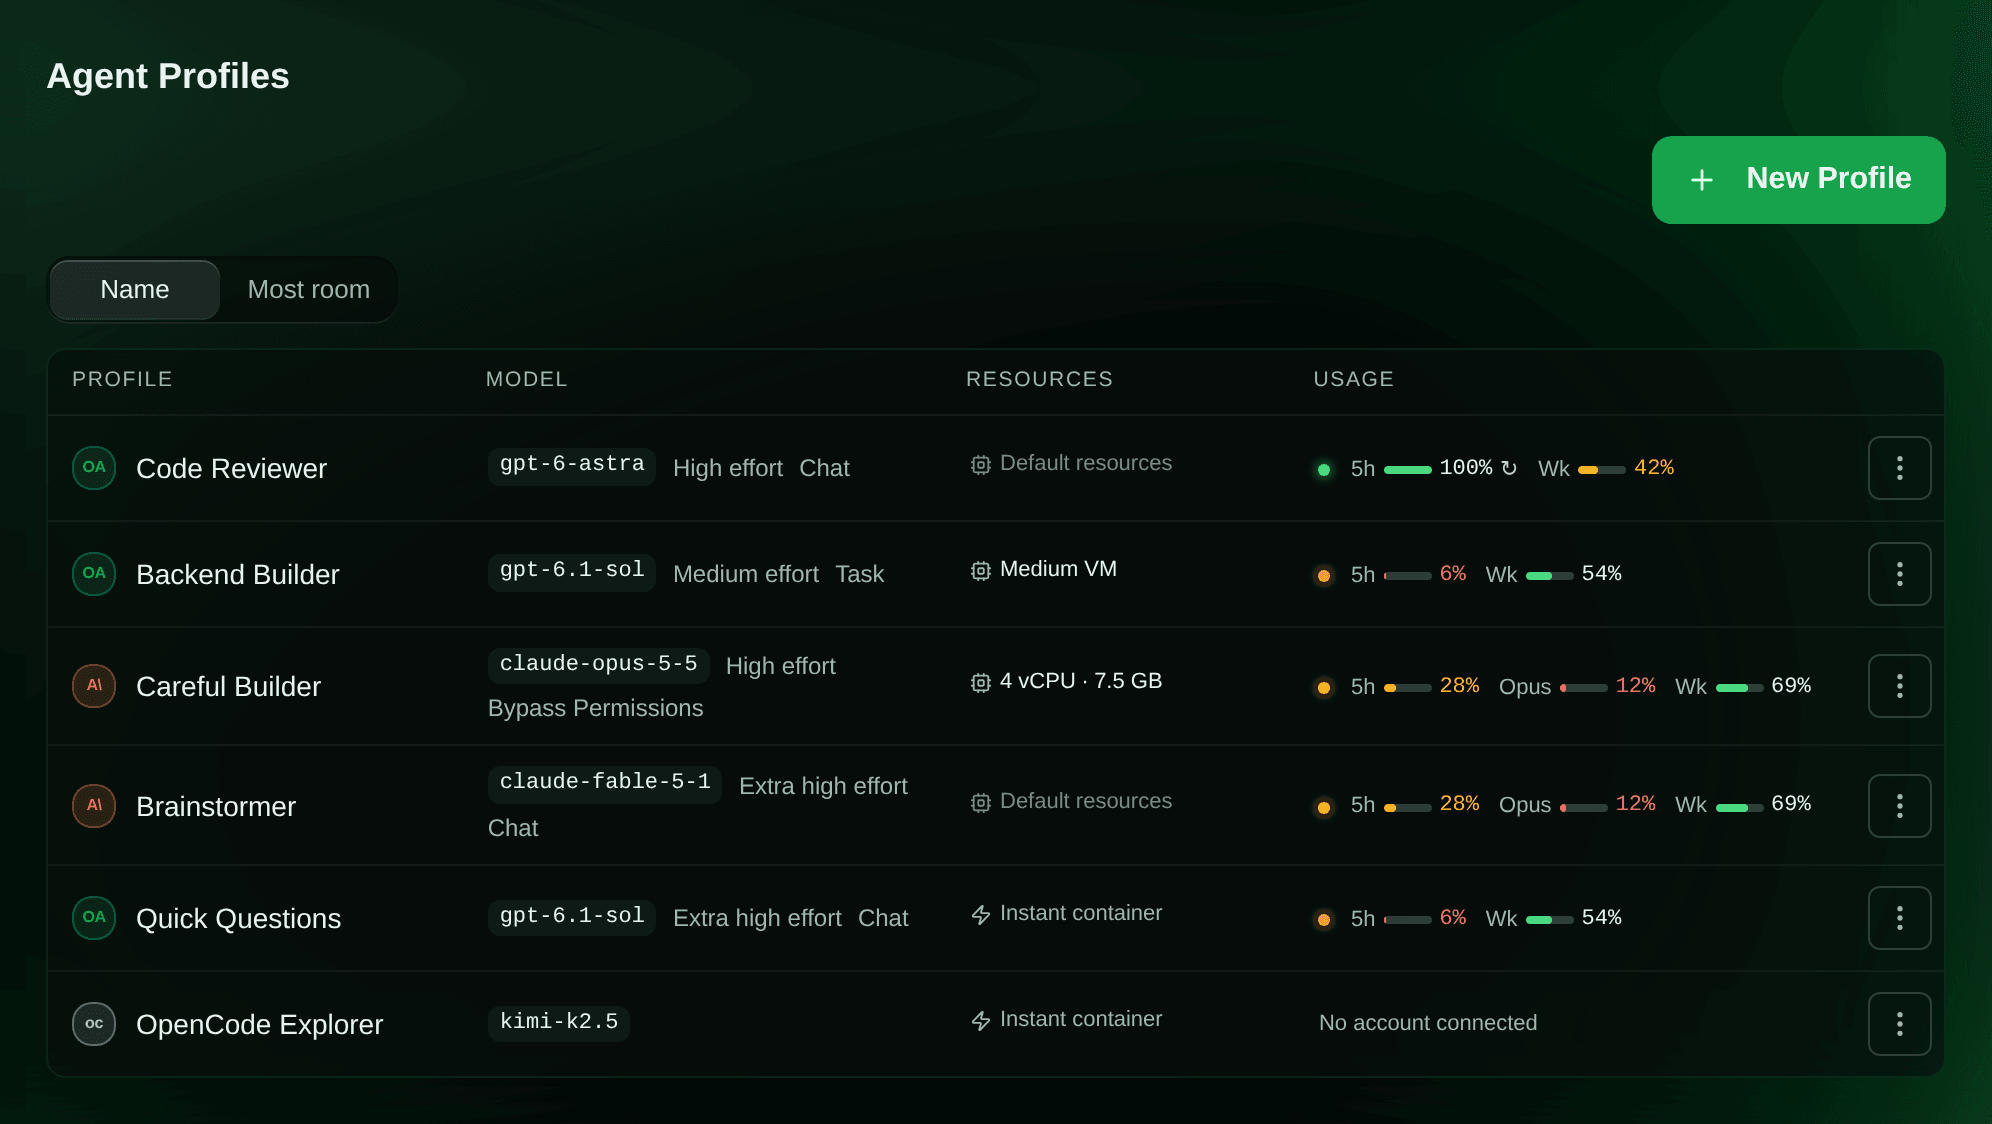 Agent Profiles
+ New Profile
Name Most room
PROFILE MODEL RESOURCES USAGE
OA Code Reviewer gpt-6-astra High effort Chat Default resources 5h 100% ↻ Wk 42%
OA Backend Builder gpt-6.1-sol Medium effort Task Medium VM 5h 6% Wk 54%
A\ Careful Builder claude-opus-5-5 High effort 4 vCPU · 7.5 GB 5h 28% Opus 12% Wk 69%
Bypass Permissions
A\ Brainstormer claude-fable-5-1 Extra high effort Default resources 5h 28% Opus 12% Wk 69%
Chat
OA Quick Questions gpt-6.1-sol Extra high effort Chat Instant container 5h 6% Wk 54%
oc OpenCode Explorer kimi-k2.5 Instant container No account connected